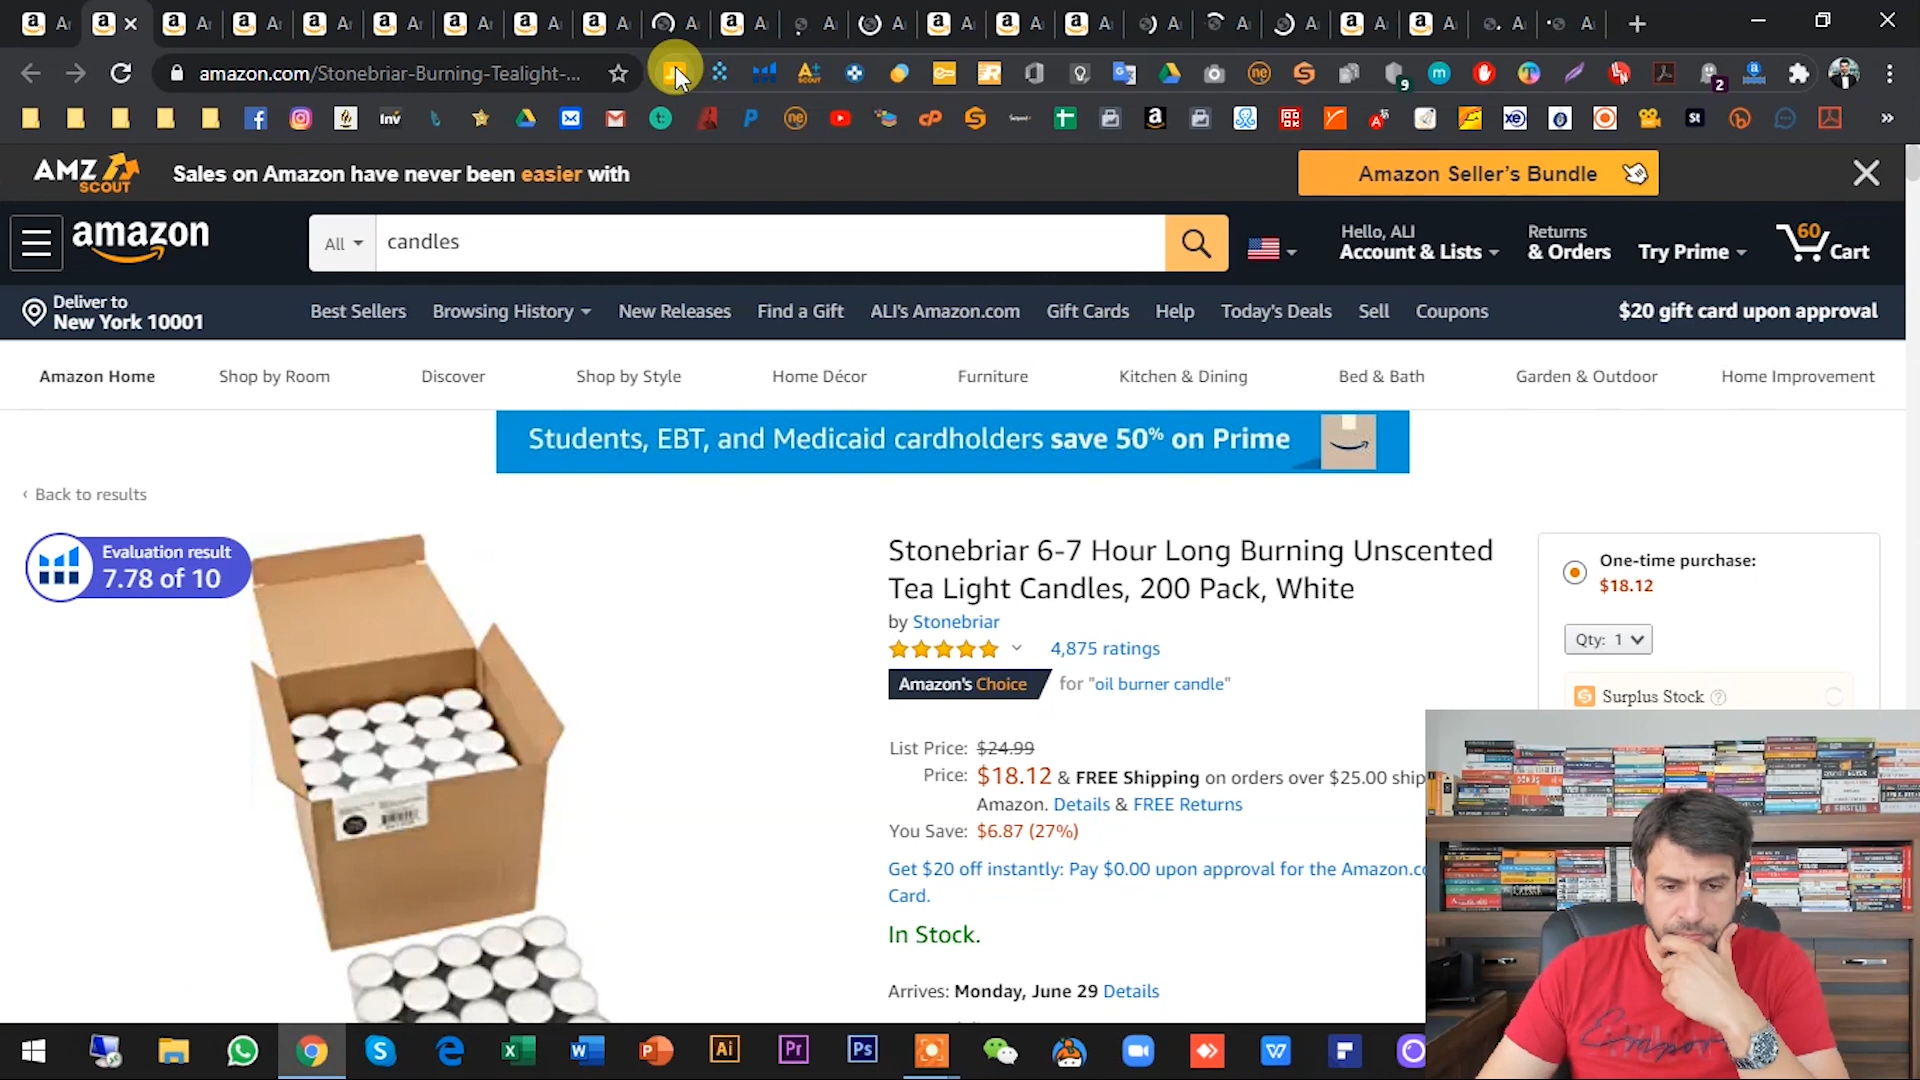 amazon.com/Stonebriar-Burning-Tealight-...
9
2
Inv
AMZ SCOUT
Sales on Amazon have never been easier with
Amazon Seller's Bundle
amazon
All
candles
Hello, ALI
Account & Lists
Returns
& Orders
Try Prime
60
Cart
Deliver to
New York 10001
Best Sellers
Browsing History
New Releases
Find a Gift
ALI's Amazon.com
Gift Cards
Help
Today's Deals
Sell
Coupons
$20 gift card upon approval
Amazon Home
Shop by Room
Discover
Shop by Style
Home Décor
Furniture
Kitchen & Dining
Bed & Bath
Garden & Outdoor
Home Improvement
Students, EBT, and Medicaid cardholders save 50% on Prime
‹ Back to results
Evaluation result
7.78 of 10
Stonebriar 6-7 Hour Long Burning Unscented
Tea Light Candles, 200 Pack, White
by Stonebriar
4,875 ratings
Amazon's Choice for "oil burner candle"
List Price: $24.99
Price: $18.12 & FREE Shipping on orders over $25.00 ship
Amazon. Details & FREE Returns
You Save: $6.87 (27%)
Get $20 off instantly: Pay $0.00 upon approval for the Amazon.co
Card.
In Stock.
Arrives: Monday, June 29 Details
One-time purchase:
$18.12
Qty: 1
Surplus Stock